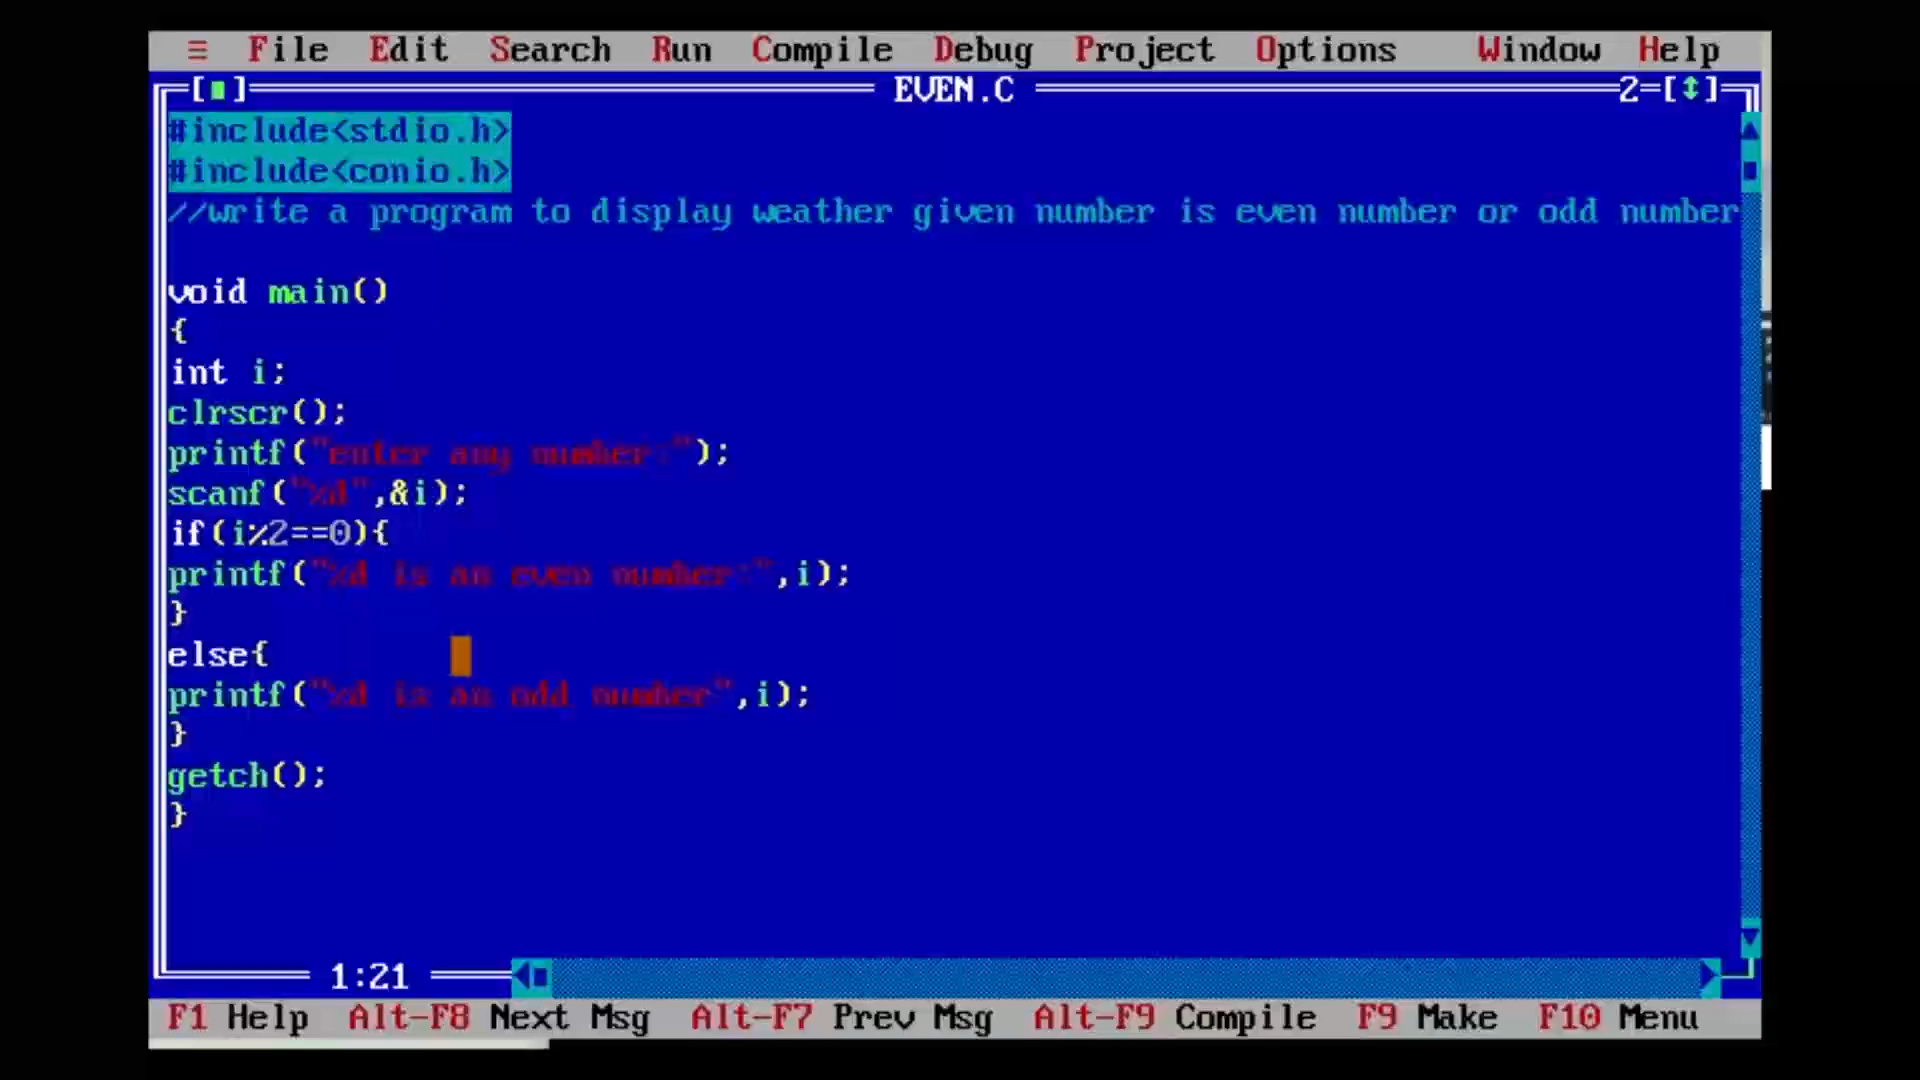 ≡ File Edit Search Run Compile Debug Project Options Window Help
[■] EVEN.C 2=[↕]
#include<stdio.h>
#include<conio.h>
//write a program to display weather given number is even number or odd number
void main()
{
int i;
clrscr();
printf("enter any number:");
scanf("%d",&i);
if(i%2==0){
printf("%d is an even number:",i);
}
else{
printf("%d is an odd number",i);
}
getch();
}
1:21
F1 Help Alt-F8 Next Msg Alt-F7 Prev Msg Alt-F9 Compile F9 Make F10 Menu